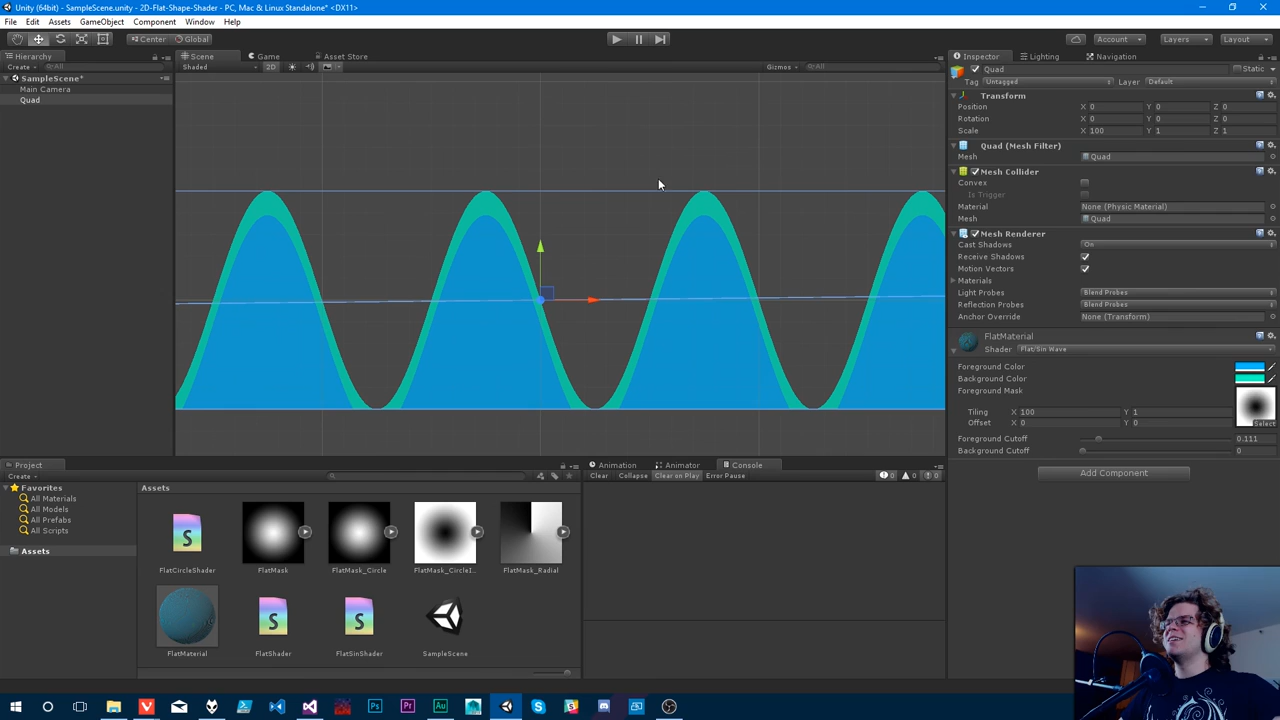 Unity (64bit) - SampleScene.unity - 2D-Flat-Shape-Shader - PC, Mac & Linux Standalone* <DX11>
File Edit Assets GameObject Component Window Help
Center Global Account Layers Layout
Hierarchy Scene Game Asset Store Inspector Lighting Navigation
Create All Shaded 2D Gizmos All Quad Static
SampleScene* Tag Untagged Layer Default
Main Camera
Quad
Transform
Position X 0 Y 0 Z 0
Rotation X 0 Y 0 Z 0
Scale X 100 Y 1 Z 1
Quad (Mesh Filter)
Mesh Quad
Mesh Collider
Convex
Is Trigger
Material None (Physic Material)
Mesh Quad
Mesh Renderer
Cast Shadows On
Receive Shadows
Motion Vectors
Materials
Light Probes Blend Probes
Reflection Probes Blend Probes
Anchor Override None (Transform)
FlatMaterial
Shader Flat/Sin Wave
Foreground Color
Background Color
Foreground Mask
Tiling X 100 Y 1
Offset X 0 Y 0
Select
Foreground Cutoff 0.111
Background Cutoff 0
Add Component
Project Animation Animator Console
Create Clear Collapse Clear on Play Error Pause 0 0 0
Favorites
All Materials
All Models
All Prefabs
All Scripts
Assets
Assets
FlatCircleShader FlatMask FlatMask_Circle FlatMask_CircleI... FlatMask_Radial
FlatMaterial FlatShader FlatSinShader SampleScene